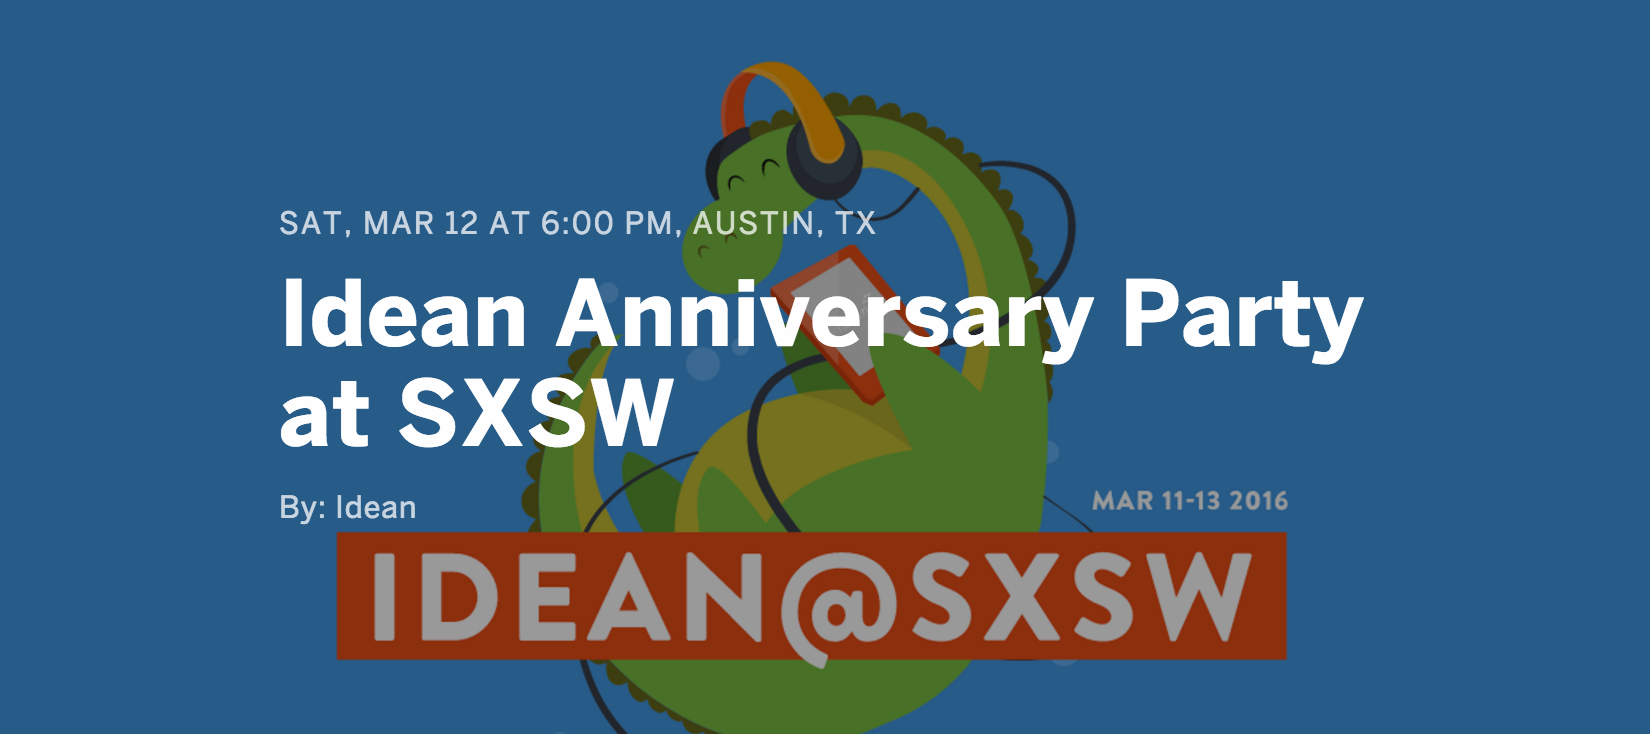 SAT, MAR 12 AT 6:00 PM, AUSTIN, TX
Idean Anniversary Party
at SXSW
By: Idean
MAR 11-13 2016
IDEAN@SXSW